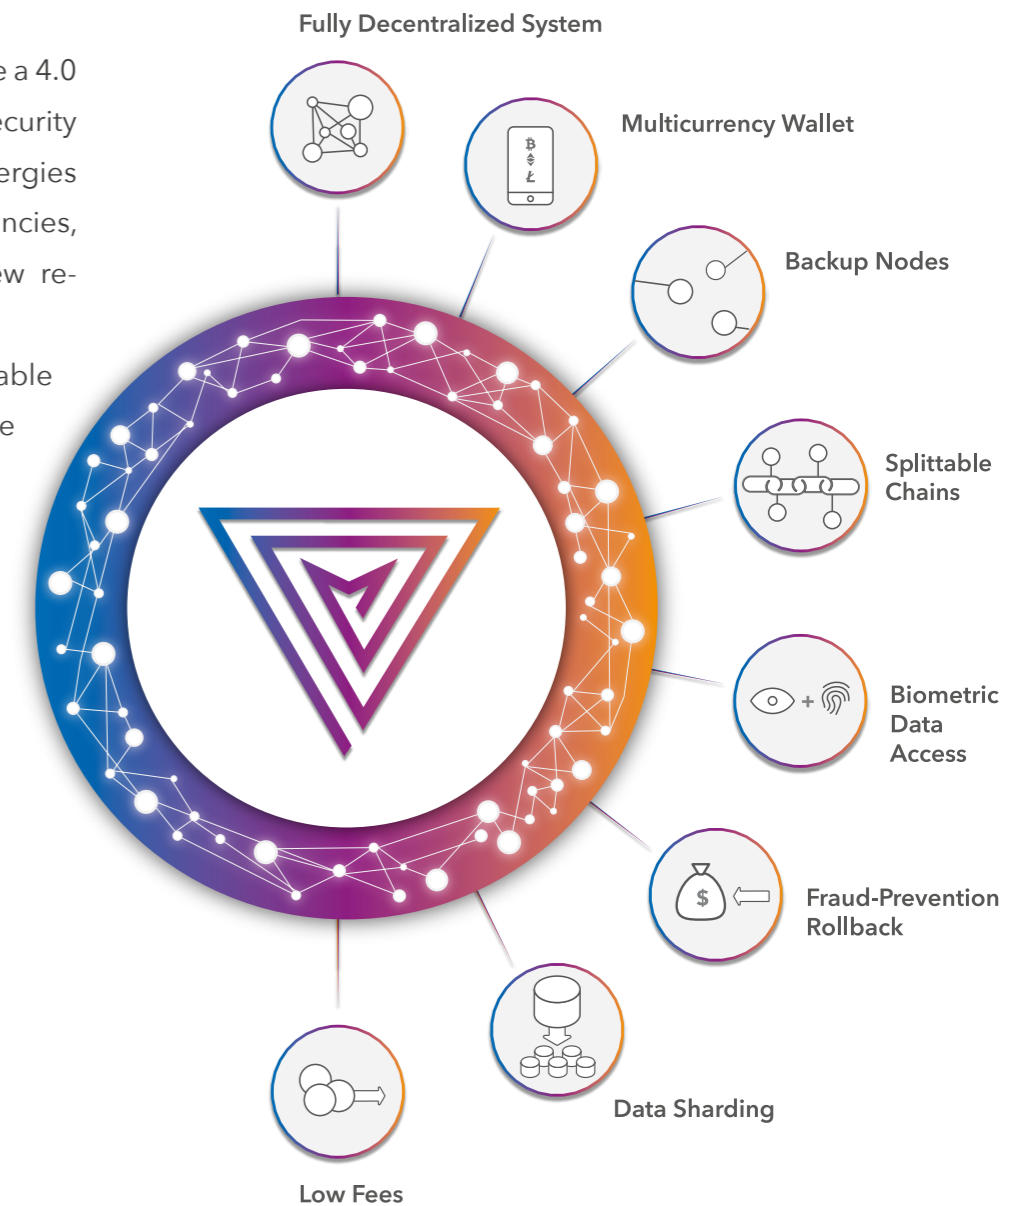 Fully Decentralized System
e a 4.0
ecurity
ergies
ncies,
ew re-
able
e
Multicurrency Wallet
Backup Nodes
Splittable
Chains
Biometric
Data
Access
Fraud-Prevention
Rollback
$
Data Sharding
Low Fees